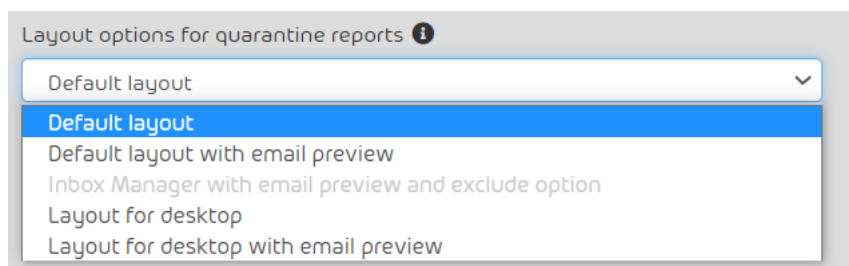 Layout options for quarantine reports
Default layout
Default layout
Default layout with email preview
Inbox Manager with email preview and exclude option
Layout for desktop
Layout for desktop with email preview